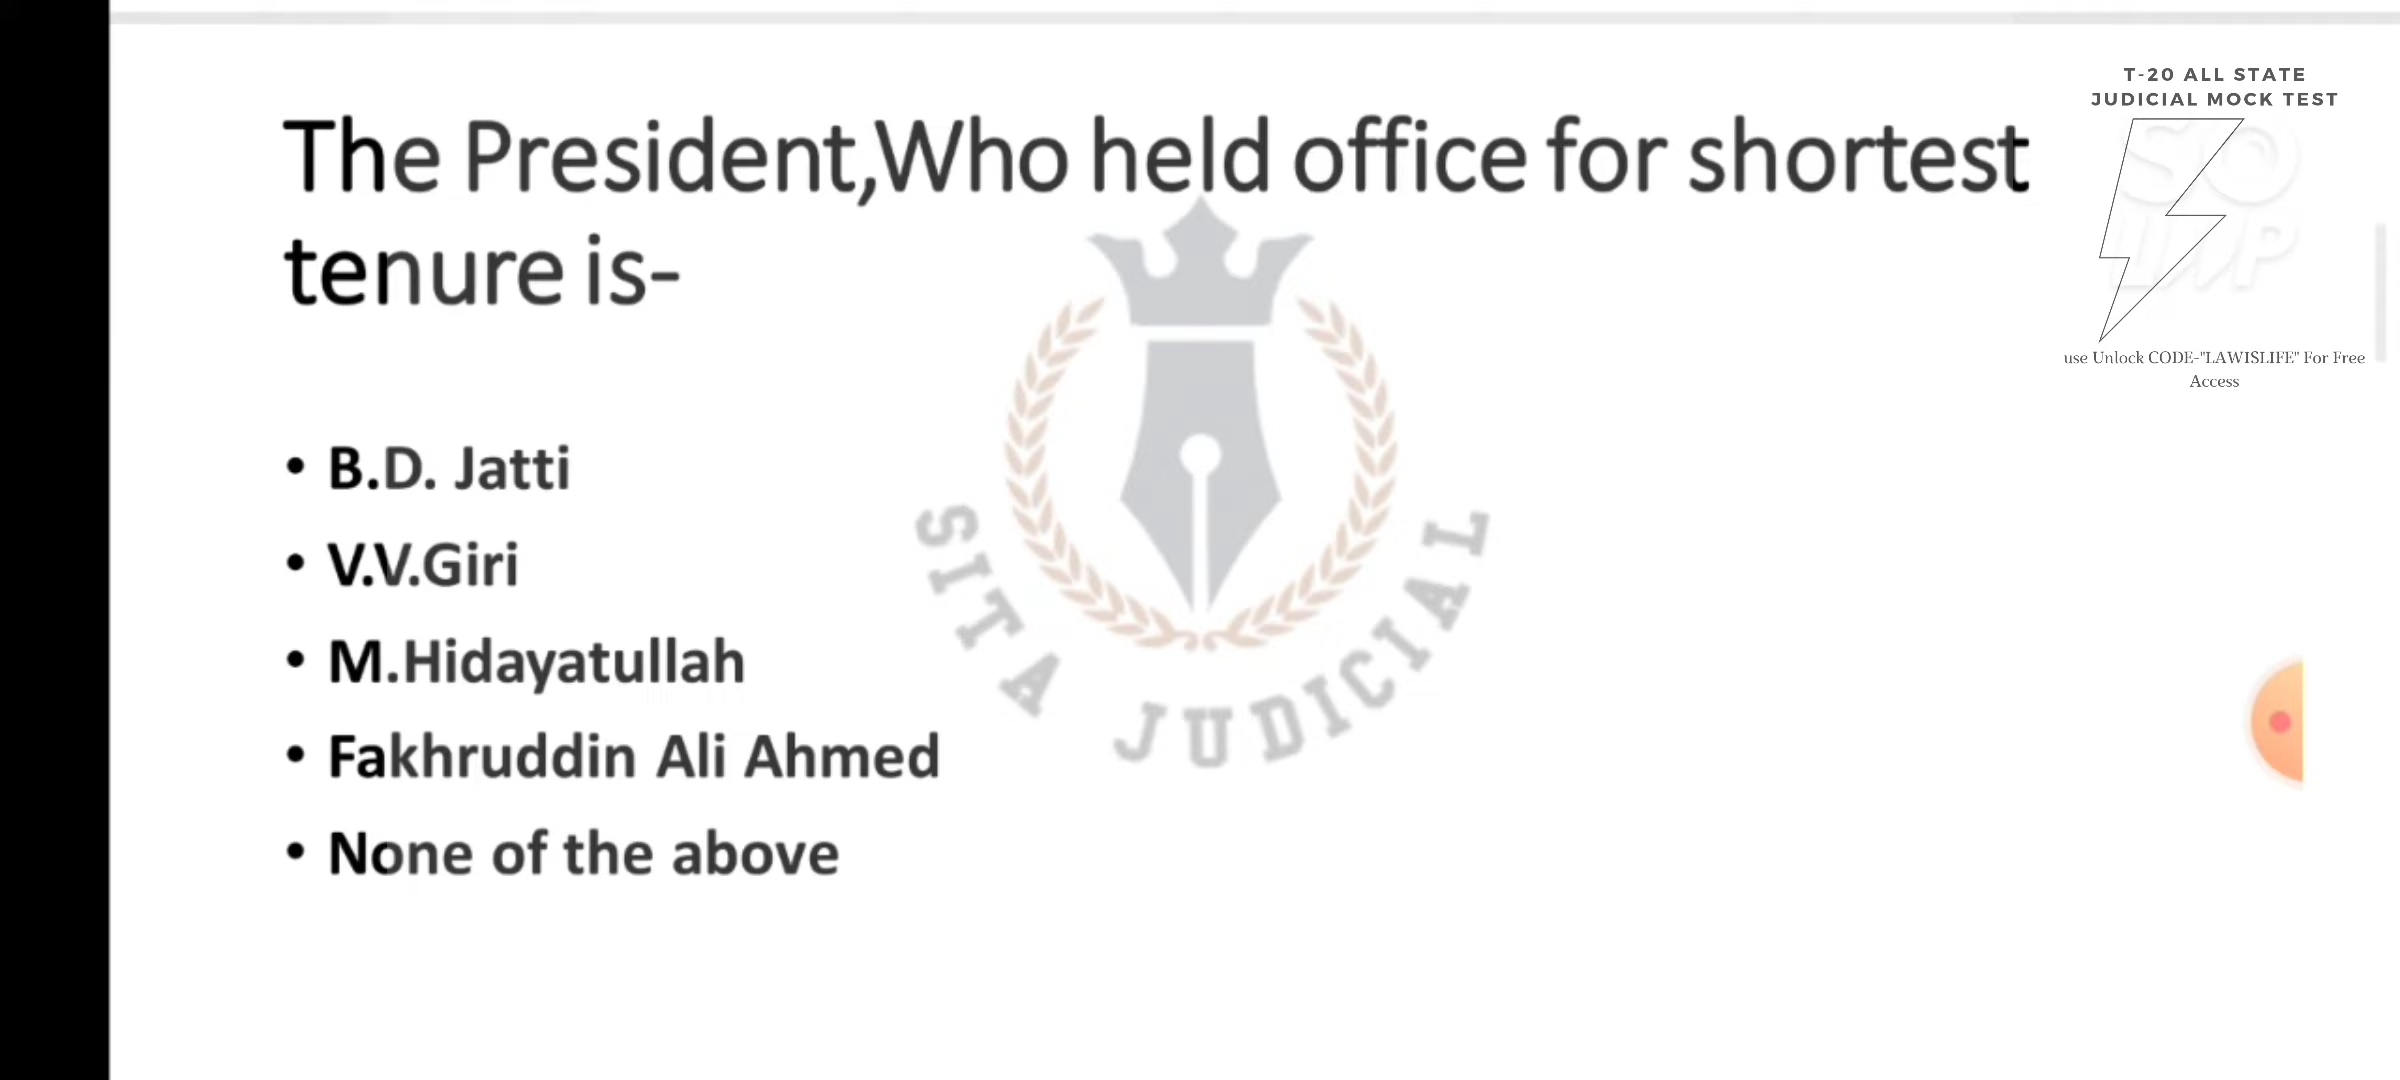 T-20 ALL STATE
JUDICIAL MOCK TEST
The President,Who held office for shortest
tenure is-
use Unlock CODE-"LAWISLIFE" For Free
Access
• B.D. Jatti
• V.V.Giri
• M.Hidayatullah
• Fakhruddin Ali Ahmed
• None of the above
SITA JUDICIAL